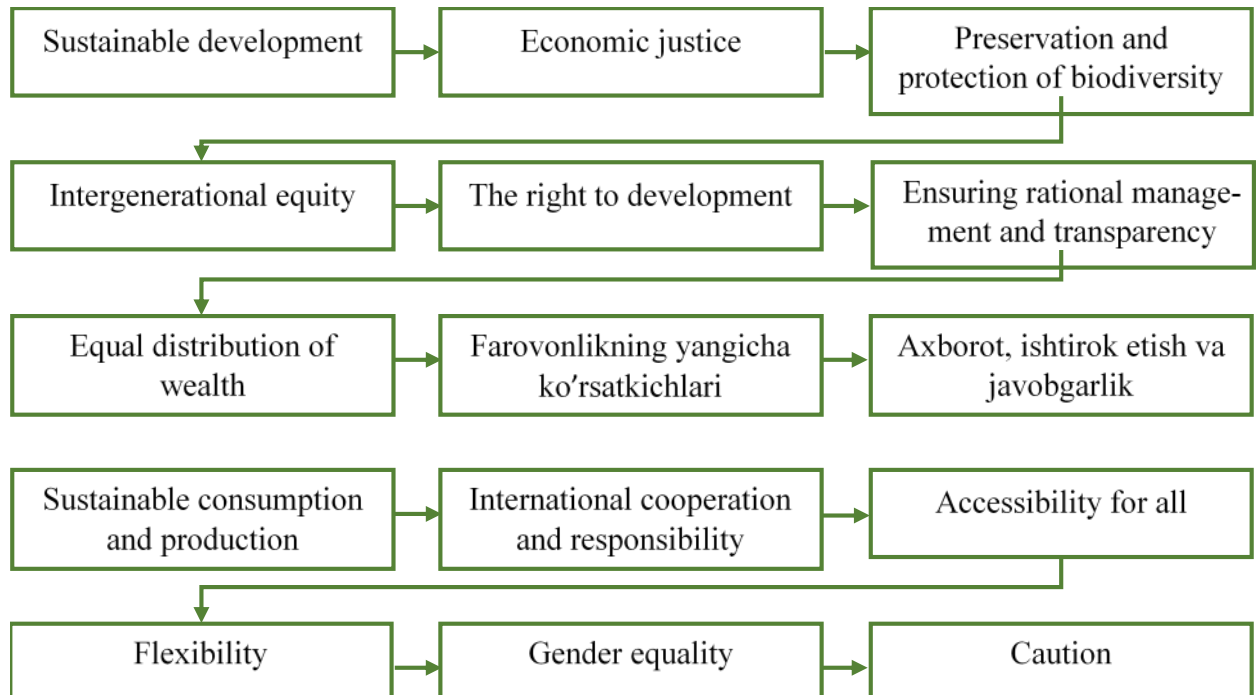 Sustainable development
Economic justice
Preservation and
protection of biodiversity
Intergenerational equity
The right to development
Ensuring rational manage-
ment and transparency
Equal distribution of
wealth
Farovonlikning yangicha
ko′rsatkichlari
Axborot, ishtirok etish va
javobgarlik
Sustainable consumption
and production
International cooperation
and responsibility
Accessibility for all
Flexibility
Gender equality
Caution